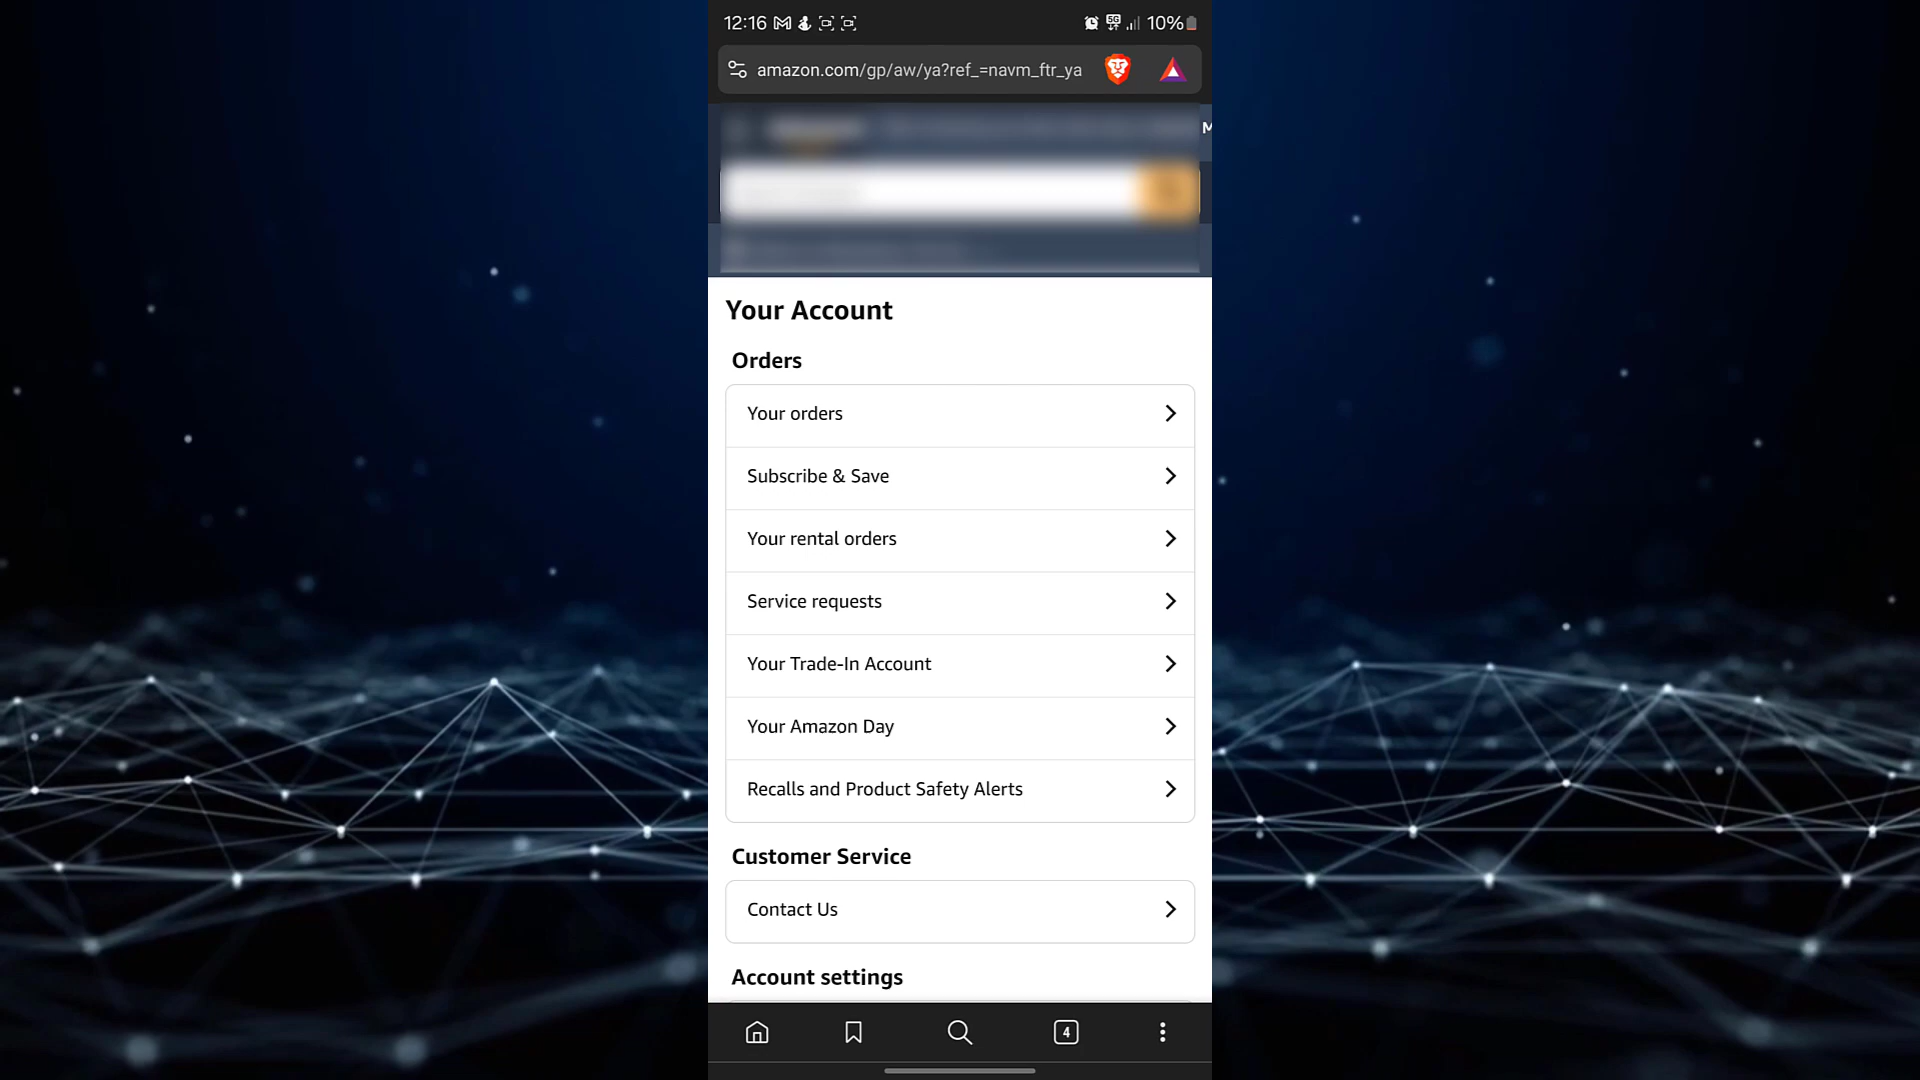 12:16
5G
10%
amazon.com/gp/aw/ya?ref_=navm_ftr_ya
M
Your Account
Orders
Your orders
Subscribe & Save
Your rental orders
Service requests
Your Trade-In Account
Your Amazon Day
Recalls and Product Safety Alerts
Customer Service
Contact Us
Account settings
4